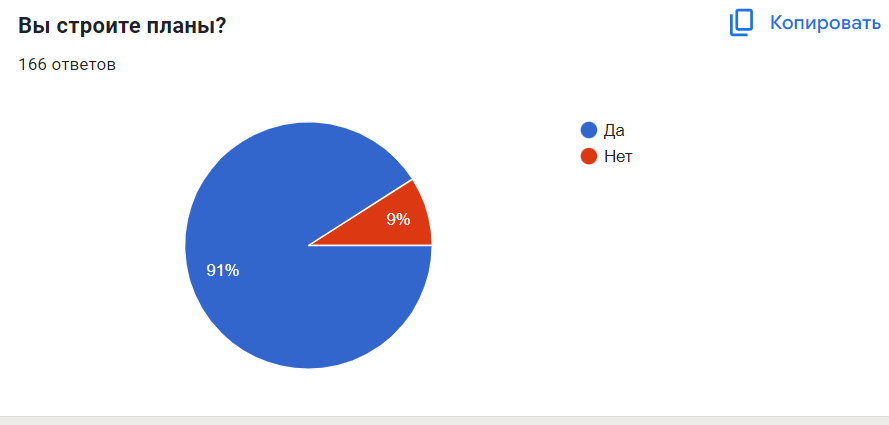 Вы строите планы?
Копировать
166 ответов
Да
Нет
9%
91%